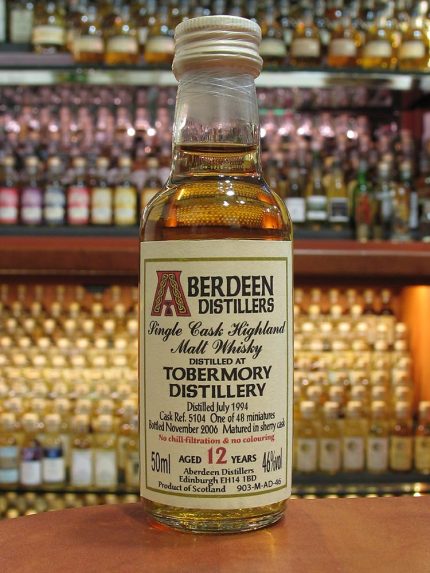 ABERDEEN
DISTILLERS
Single Cask Highland
Malt Whisky
DISTILLED AT
TOBERMORY
DISTILLERY
Distilled July 1994
Cask Ref. 5104 One of 48 miniatures
Bottled November 2006 Matured in sherry cask
No chill-filtration & no colouring
50ml AGED 12 YEARS 46%vol
Aberdeen Distillers
Edinburgh EH14 1BD
Product of Scotland 903-M-AD-46